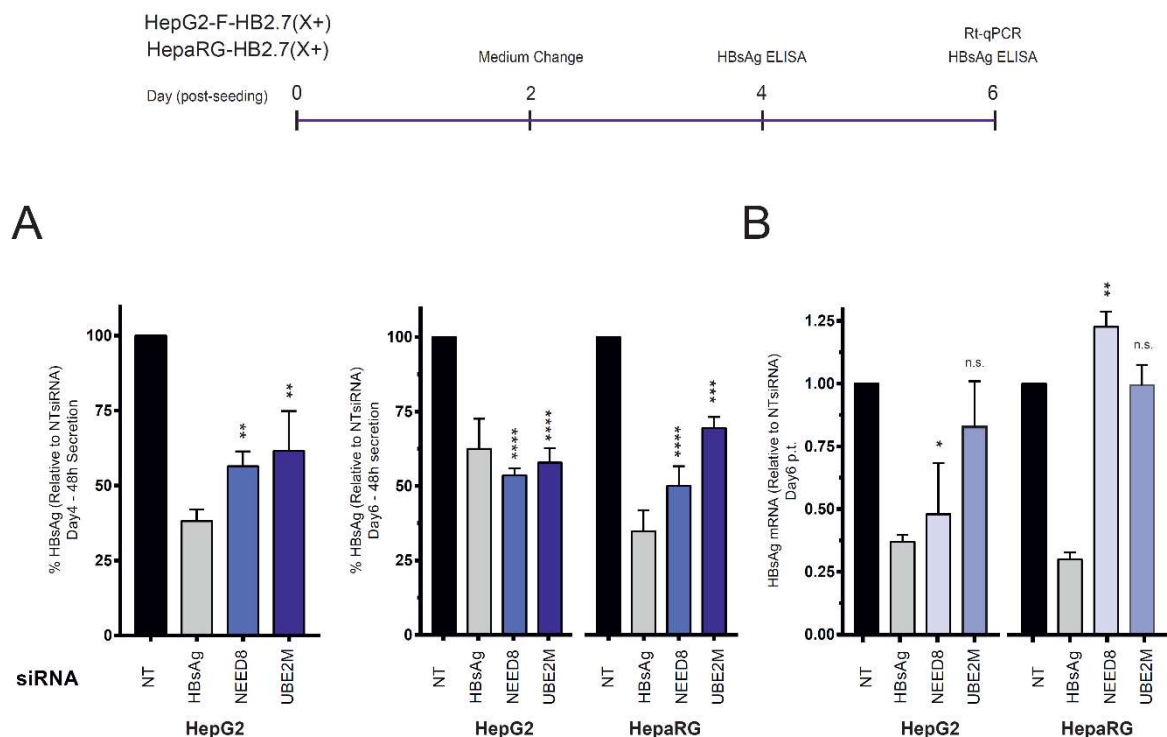 HepG2-F-HB2.7(X+)
HepaRG-HB2.7(X+)
Rt-qPCR
Medium Change HBsAg ELISA HBsAg ELISA
Day (post-seeding) 0 2 4 6
A
B
% HBsAg (Relative to NTsiRNA)
Day4 - 48h Secretion
100
75
50
25
0
**
**
siRNA
NT
HBsAg
NEED8
UBE2M
HepG2
% HBsAg (Relative to NTsiRNA)
Day6 - 48h secretion
100
75
50
25
0
****
****
****
***
NT
HBsAg
NEED8
UBE2M
HepG2
NT
HBsAg
NEED8
UBE2M
HepaRG
HBsAg mRNA (Relative to NTsiRNA)
Day6 p.t.
1.25
1.00
0.75
0.50
0.25
0.00
*
n.s.
**
n.s.
NT
HBsAg
NEED8
UBE2M
HepG2
NT
HBsAg
NEED8
UBE2M
HepaRG